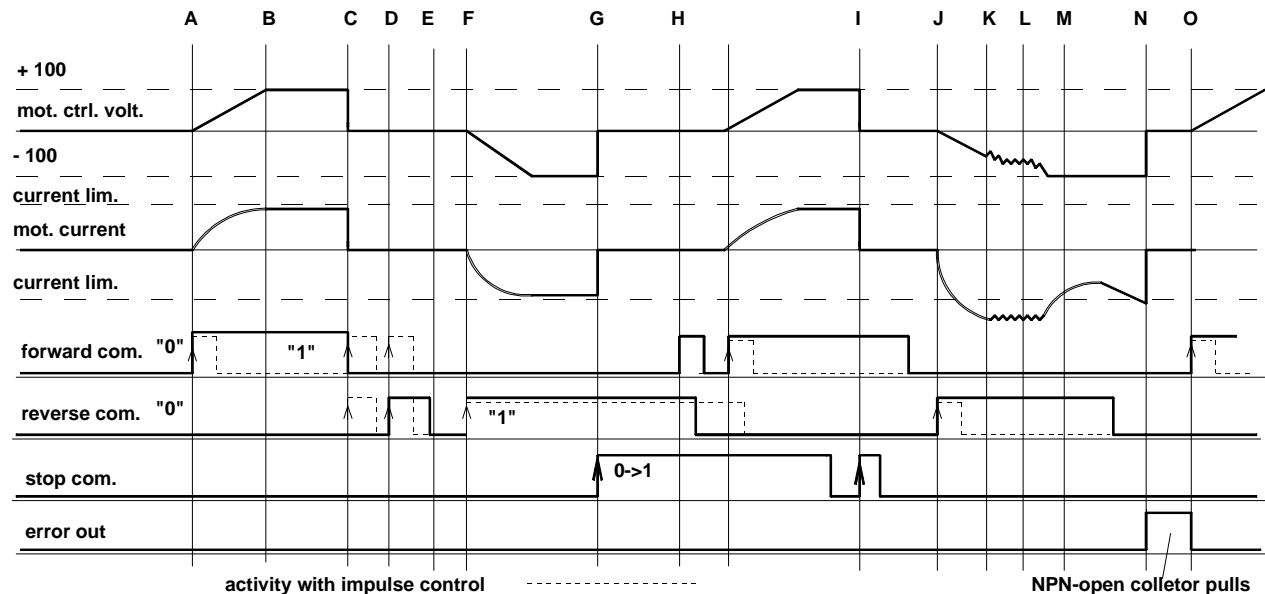 A B C D E F G H I J K L M N O
+ 100
mot. ctrl. volt.
- 100
current lim.
mot. current
current lim.
forward com. "0" "1"
reverse com. "0" "1"
stop com. 0->1
error out
activity with impulse control NPN-open colletor pulls